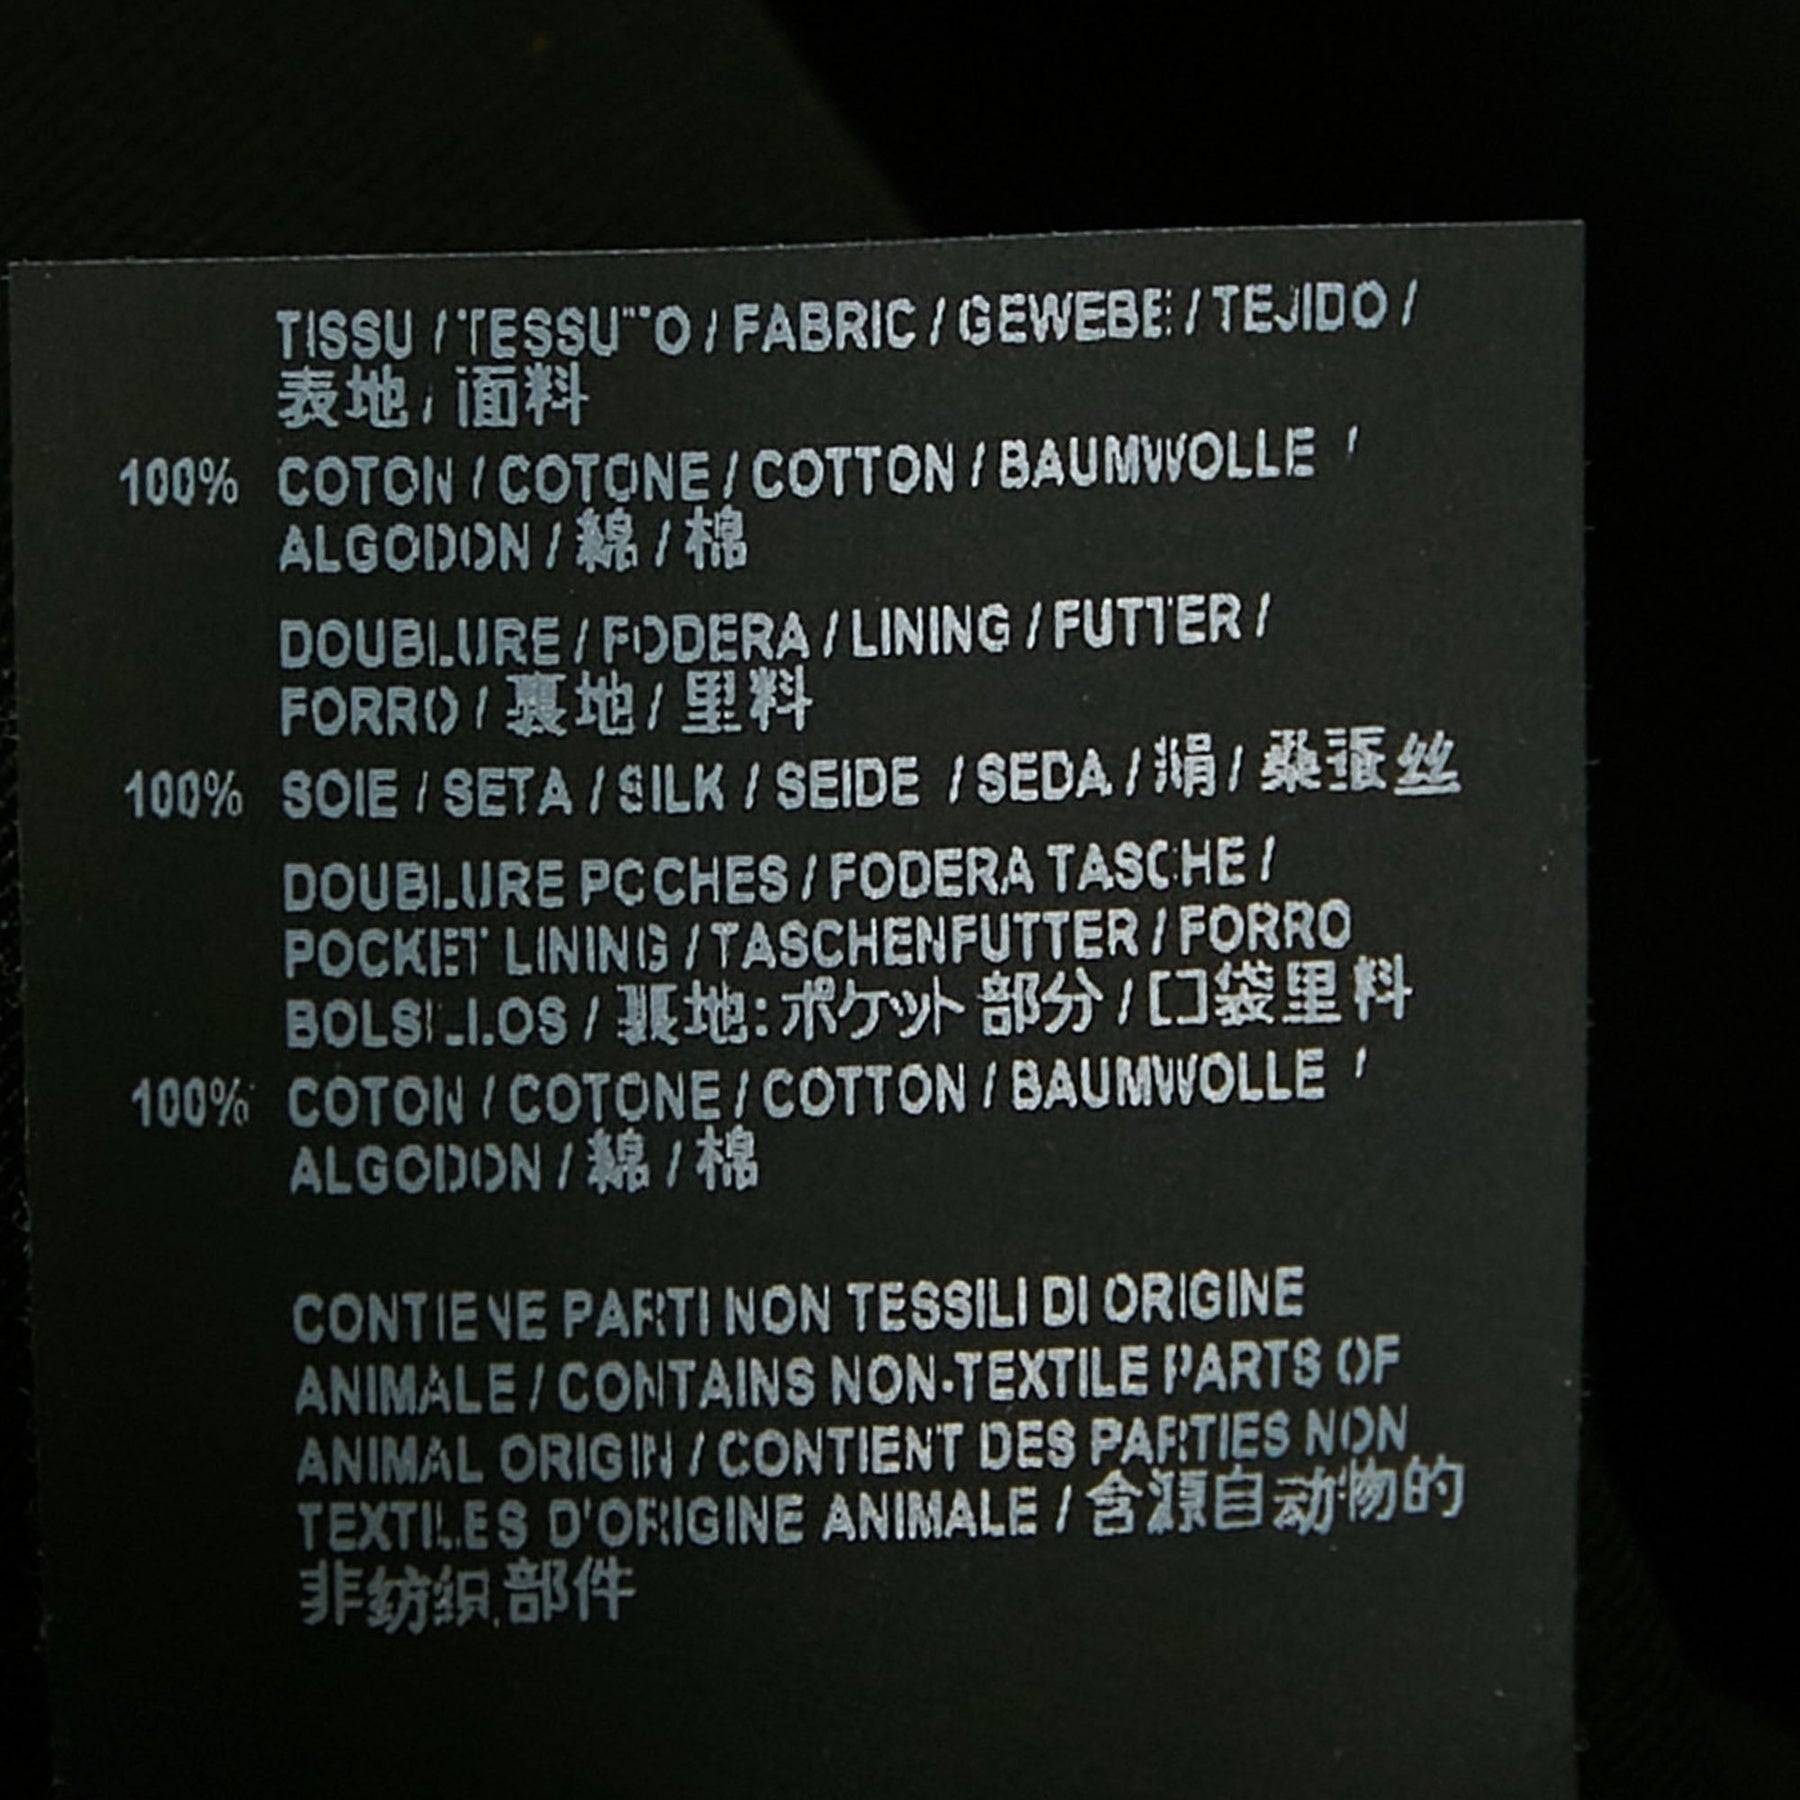 TISSU / TESSUTO / FABRIC / GEWEBE / TEJIDO /
表地 / 面料
100% COTON / COTONE / COTTON / BAUMWOLLE /
ALGODON / 綿 / 棉
DOUBLURE / FODERA / LINING / FUTTER /
FORRO / 裏地 / 里料
100% SOIE / SETA / SILK / SEIDE / SEDA / 絹 / 桑蚕丝
DOUBLURE POCHES / FODERA TASCHE /
POCKET LINING / TASCHENFUTTER / FORRO
BOLSILLOS / 裏地:ポケット部分 / 口袋里料
100% COTON / COTONE / COTTON / BAUMWOLLE /
ALGODON / 綿 / 棉
CONTIENE PARTI NON TESSILI DI ORIGINE
ANIMALE / CONTAINS NON-TEXTILE PARTS OF
ANIMAL ORIGIN / CONTIENT DES PARTIES NON
TEXTILES D'ORIGINE ANIMALE / 含源自动物的
非纺织部件